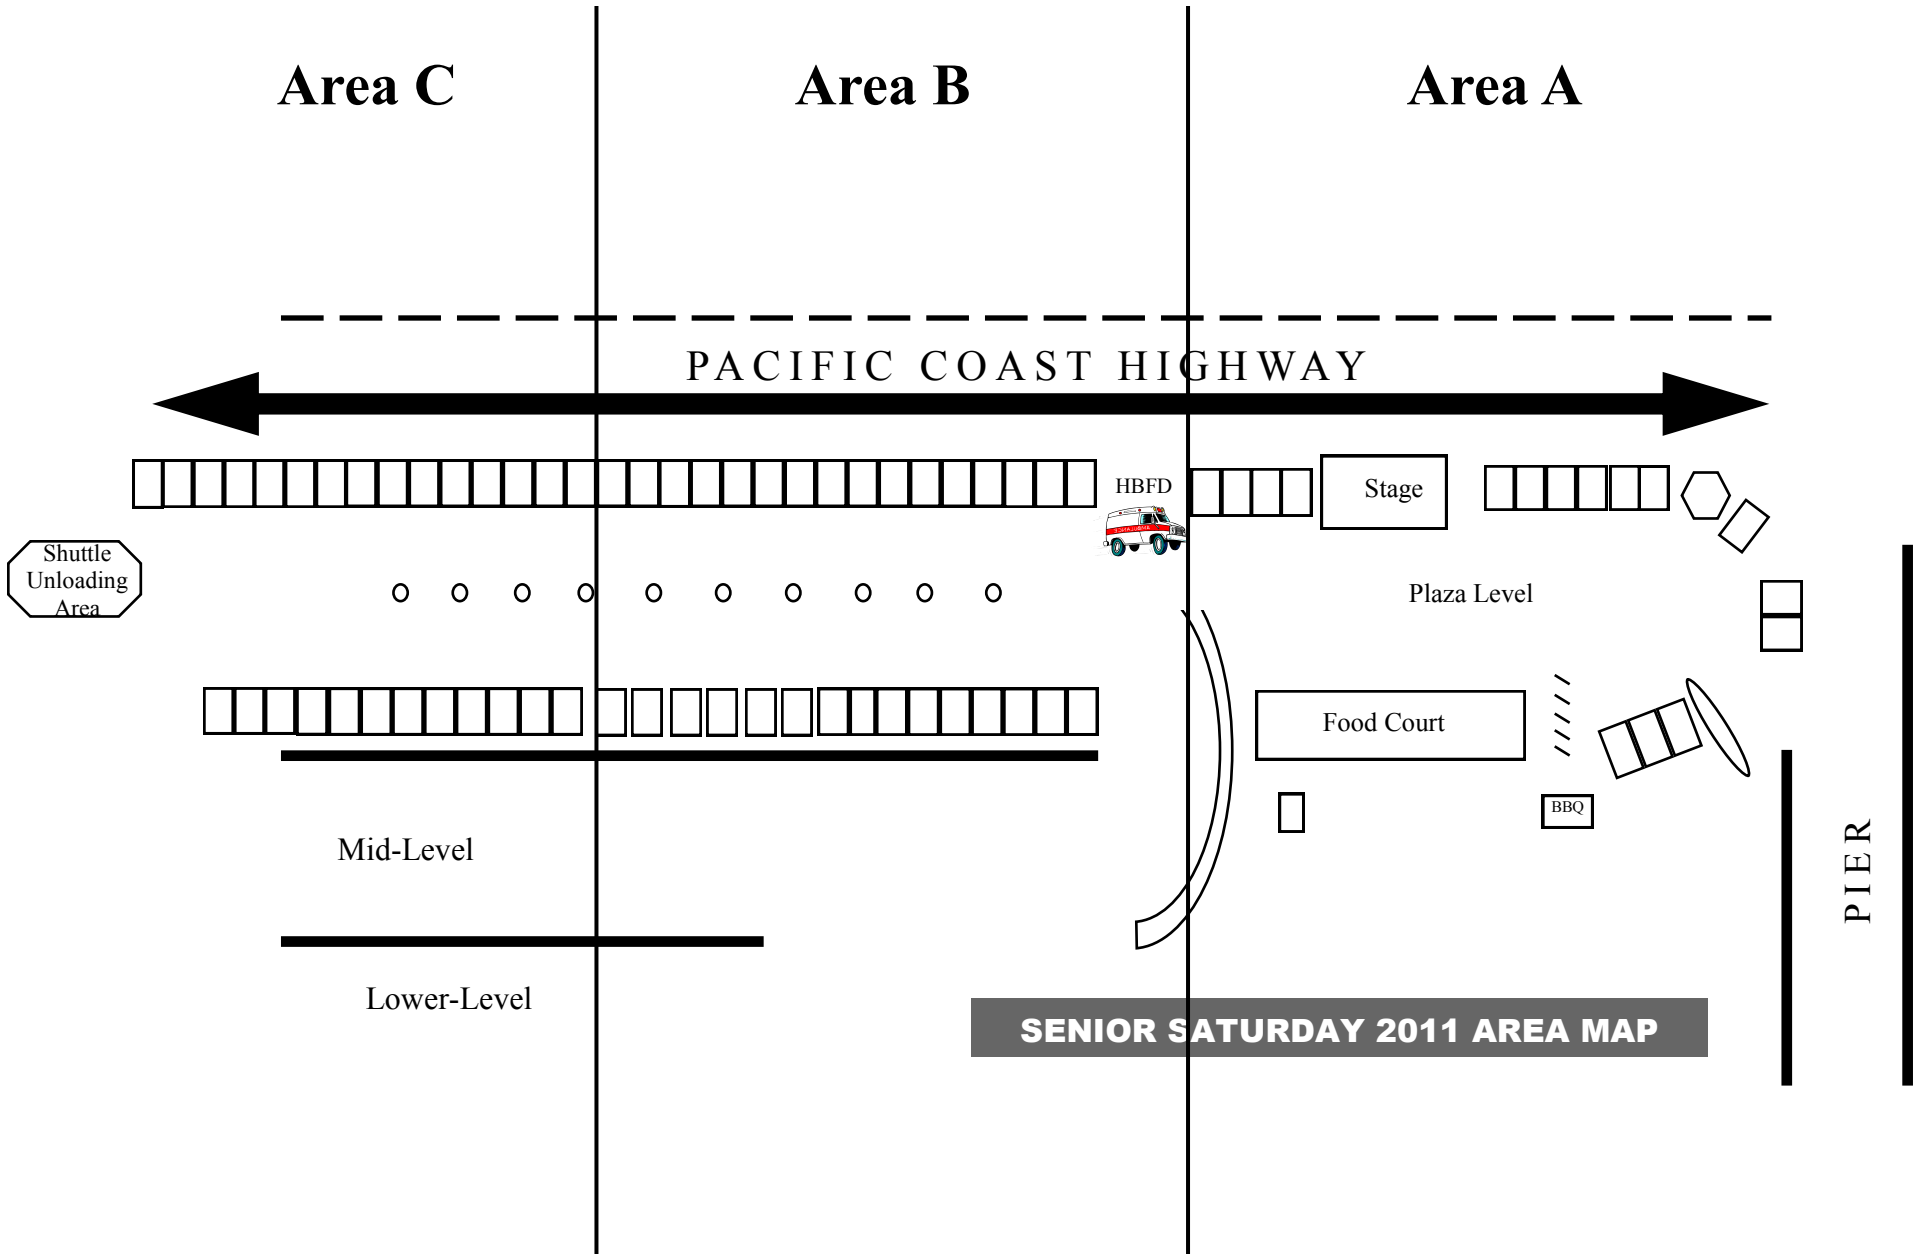 Area C
Area B
Area A
PACIFIC COAST HIGHWAY
HBFD
Stage
Shuttle
Unloading
Area
Plaza Level
Food Court
BBQ
Mid-Level
PIER
Lower-Level
SENIOR SATURDAY 2011 AREA MAP